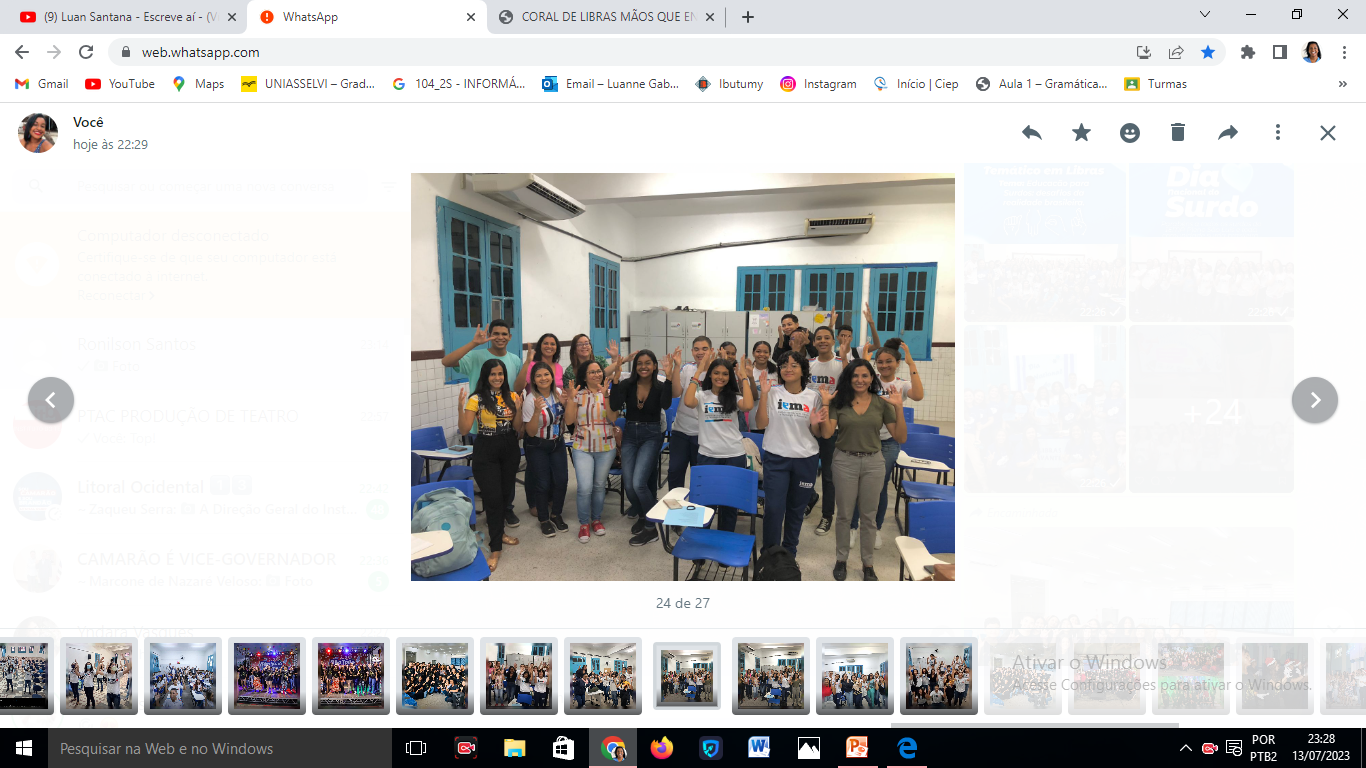 (9) Luan Santana - Escreve aí - (V
WhatsApp
CORAL DE LIBRAS MÃOS QUE EN
web.whatsapp.com
Gmail
YouTube
Maps
UNIASSELVI – Grad...
104_2S - INFORMÁ...
Email – Luanne Gab...
Ibutumy
Instagram
Início | Ciep
Aula 1 – Gramática...
Turmas
»
Você
hoje às 22:29
Pesquisar ou começar uma nova conversa
Computador desconectado
Certifique-se de que seu computador está
conectado à internet.
Reconectar
Ronilson Santos
Foto
PTAC PRODUÇÃO DE TEATRO
Litoral Ocidental
~Zaqueu Serra: A Direção Geral do Inst...
CAMARÃO É VICE-GOVERNADOR
~Marcone de Nazaré Veloso: Foto
Temático em Libras
Dia
Surdo
24
iema
iema
iema
24 de 27
Ativar o Windows
Acesse Configurações para ativar o Windows.
Pesquisar na Web e no Windows
POR
PTB2
23:28
13/07/2023